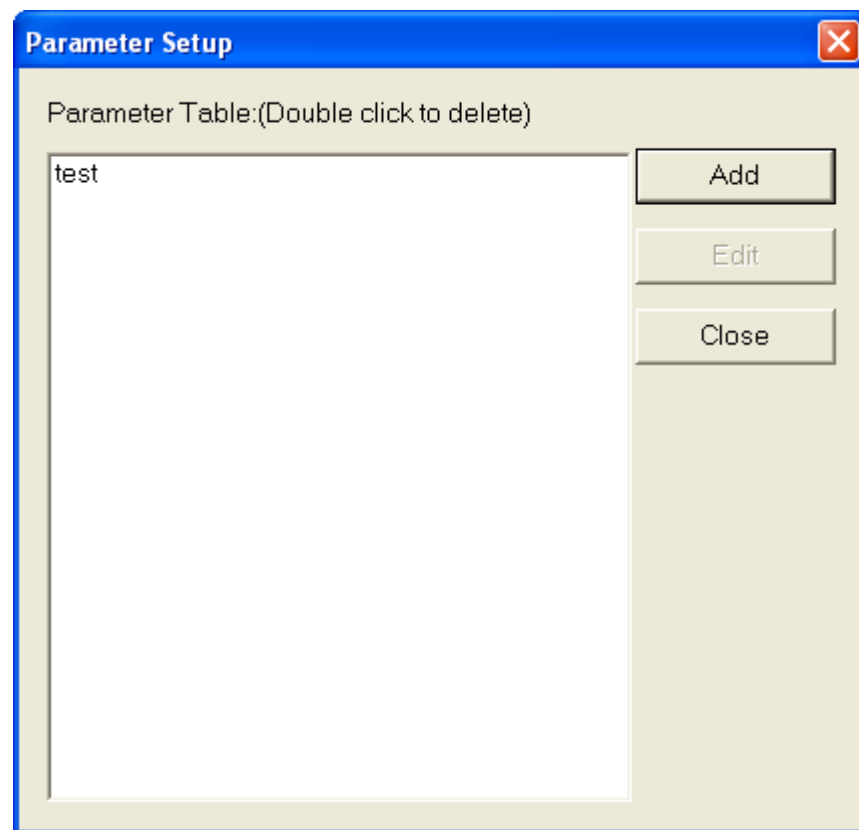 Parameter Setup
Parameter Table:(Double click to delete)
test
Add
Edit
Close